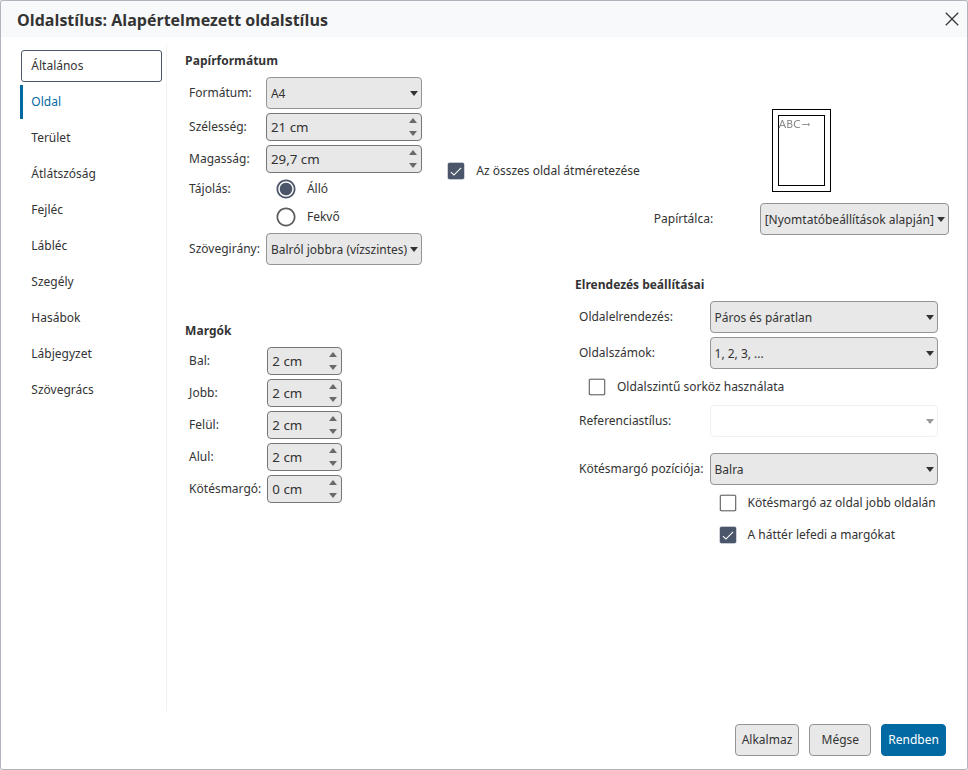 Oldalstílus: Alapértelmezett oldalstílus
Általános
Oldal
Terület
Átlátszóság
Fejléc
Lábléc
Szegély
Hasábok
Lábjegyzet
Szövegrács
Papírformátum
Formátum: A4
Szélesség: 21 cm
Magasság: 29,7 cm
Az összes oldal átméretezése
Tájolás: Álló
Fekvő
Szövegirány: Balról jobbra (vízszintes)
ABC→
Papírtálca: [Nyomtatóbeállítások alapján]
Margók
Bal: 2 cm
Jobb: 2 cm
Felül: 2 cm
Alul: 2 cm
Kötésmargó: 0 cm
Elrendezés beállításai
Oldalelrendezés: Páros és páratlan
Oldalszámok: 1, 2, 3, ...
Oldalszintű sorköz használata
Referenciastílus:
Kötésmargó pozíciója: Balra
Kötésmargó az oldal jobb oldalán
A háttér lefedi a margókat
Alkalmaz Mégse Rendben